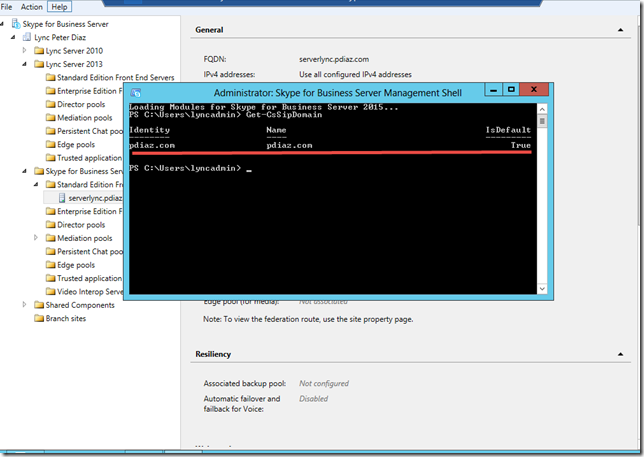 File Action Help
Skype for Business Server
Lync Peter Diaz
Lync Server 2010
Lync Server 2013
Standard Edition Front End Servers
Enterprise Edition F
Director pools
Mediation pools
Persistent Chat poo
Edge pools
Trusted application
Skype for Business Serv
Standard Edition Fro
serverlync.pdiaz
Enterprise Edition F
Director pools
Mediation pools
Persistent Chat poo
Edge pools
Trusted application
Video Interop Serve
Shared Components
Branch sites
General
FQDN: serverlync.pdiaz.com
IPv4 addresses: Use all configured IPv4 addresses
Administrator: Skype for Business Server Management Shell
Loading Modules for Skype for Business Server 2015...
PS C:\Users\lyncadmin> Get-CsSipDomain
Identity Name IsDefault
-------- ---- ---------
pdiaz.com pdiaz.com True
PS C:\Users\lyncadmin> _
Edge pool (for media): Not associated
Note: To view the federation route, use the site property page.
Resiliency
Associated backup pool: Not configured
Automatic failover and Disabled
failback for Voice: